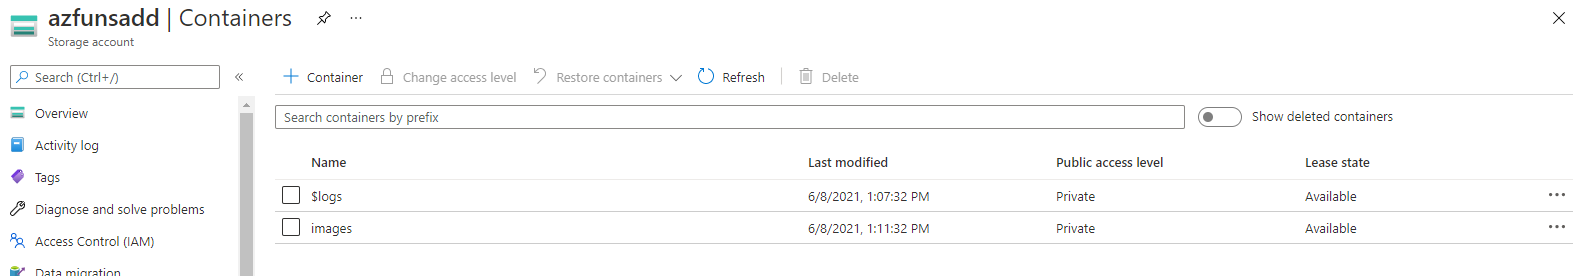 azfunsadd | Containers
Storage account
Search (Ctrl+/)
Overview
Activity log
Tags
Diagnose and solve problems
Access Control (IAM)
Data migration
Container Change access level Restore containers Refresh Delete
Search containers by prefix Show deleted containers
Name Last modified Public access level Lease state
$logs 6/8/2021, 1:07:32 PM Private Available
images 6/8/2021, 1:11:32 PM Private Available